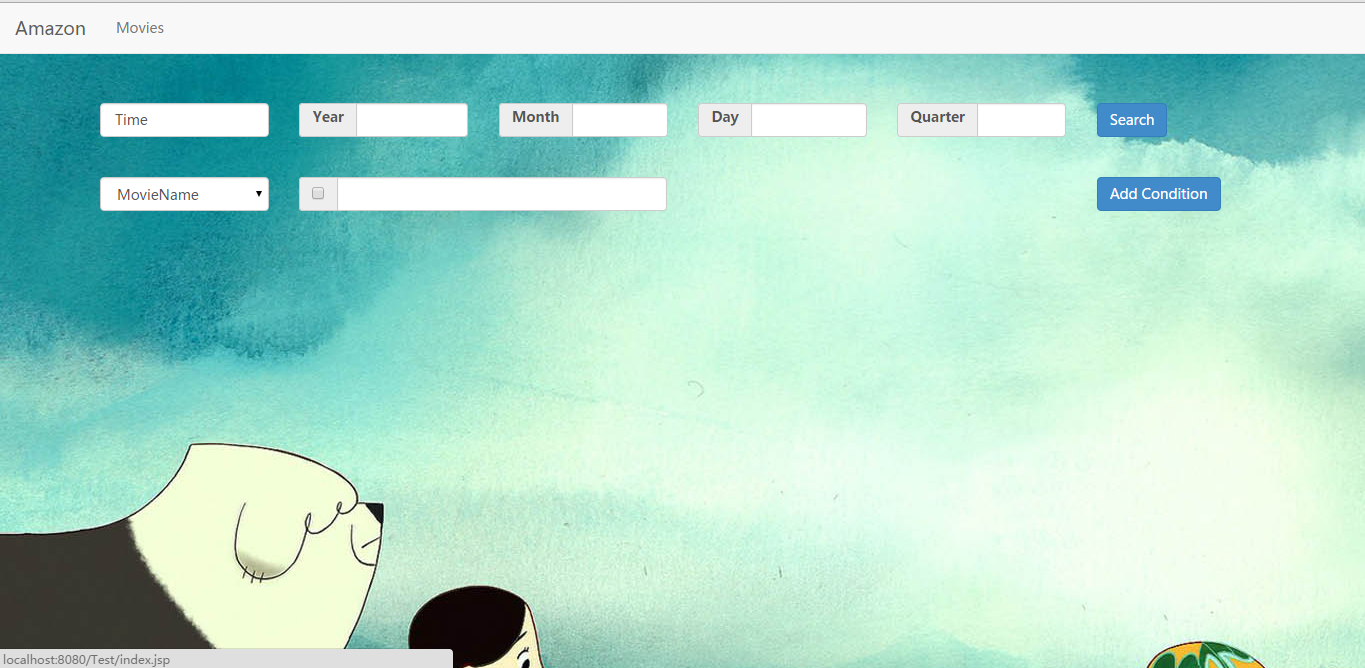 Amazon Movies
Time Year Month Day Quarter Search
MovieName Add Condition
localhost:8080/Test/index.jsp